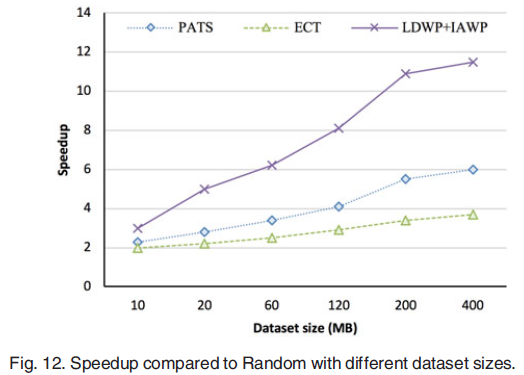 PATS ECT LDWP+IAWP
14
12
10
8
6
4
2
0
Speedup
10 20 60 120 200 400
Dataset size (MB)
Fig. 12. Speedup compared to Random with different dataset sizes.